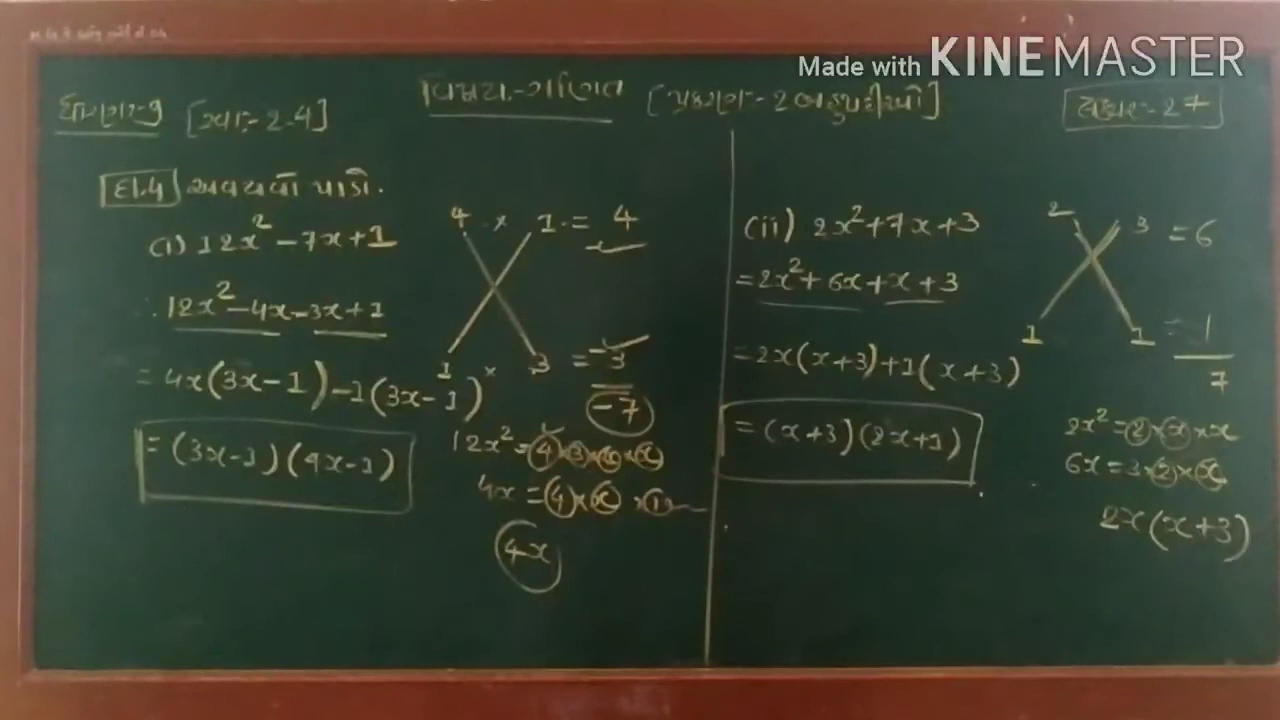 Made with KINEMASTER
ધોરણ-9 [સ્વા.-2.4]
વિષય-ગણિત
[પ્રકરણ-2 બહુપદીઓ]
દા.4 અવયવો પાડો.
(i) 12x² - 7x + 1
∴ 12x² - 4x - 3x + 1
= 4x(3x - 1) - 1(3x - 1)
= (3x - 1)(4x - 1)
4 × 1 = 4
1 × 3 = -3
-7
12x² = 4 × 3 × x × x
4x = 4 × x × 1
4x
(ii) 2x² + 7x + 3
= 2x² + 6x + x + 3
= 2x(x + 3) + 1(x + 3)
= (x + 3)(2x + 1)
2 3 = 6
1 1 = 1
7
2x² = 2 × x × x
6x = 3 × 2 × x
2x(x + 3)